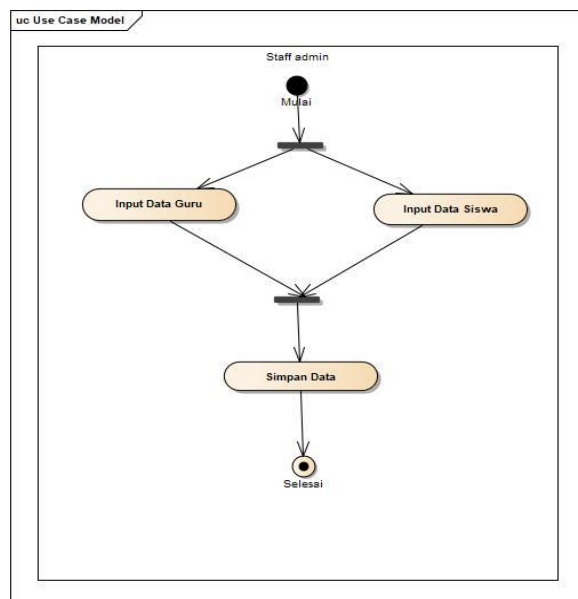 uc Use Case Model
Staff admin
Mulai
Input Data Guru
Input Data Siswa
Simpan Data
Selesai